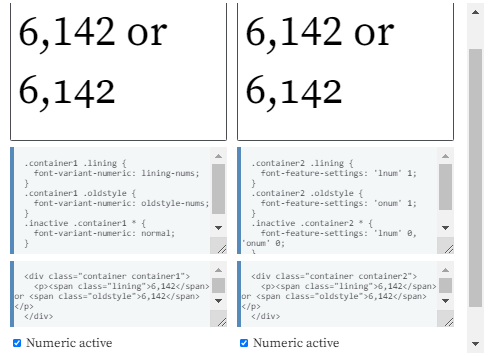 6,142 or
6,142
6,142 or
6,142
.container1 .lining {
  font-variant-numeric: lining-nums;
}
.container1 .oldstyle {
  font-variant-numeric: oldstyle-nums;
}
.inactive .container1 * {
  font-variant-numeric: normal;
}
.container2 .lining {
  font-feature-settings: 'lnum' 1;
}
.container2 .oldstyle {
  font-feature-settings: 'onum' 1;
}
.inactive .container2 * {
  font-feature-settings: 'lnum' 0,
'onum' 0;
}
<div class="container container1">
  <p><span class="lining">6,142</span>
or <span class="oldstyle">6,142</span>
</p>
</div>
<div class="container container2">
  <p><span class="lining">6,142</span>
or <span class="oldstyle">6,142</span>
</p>
</div>
Numeric active
Numeric active